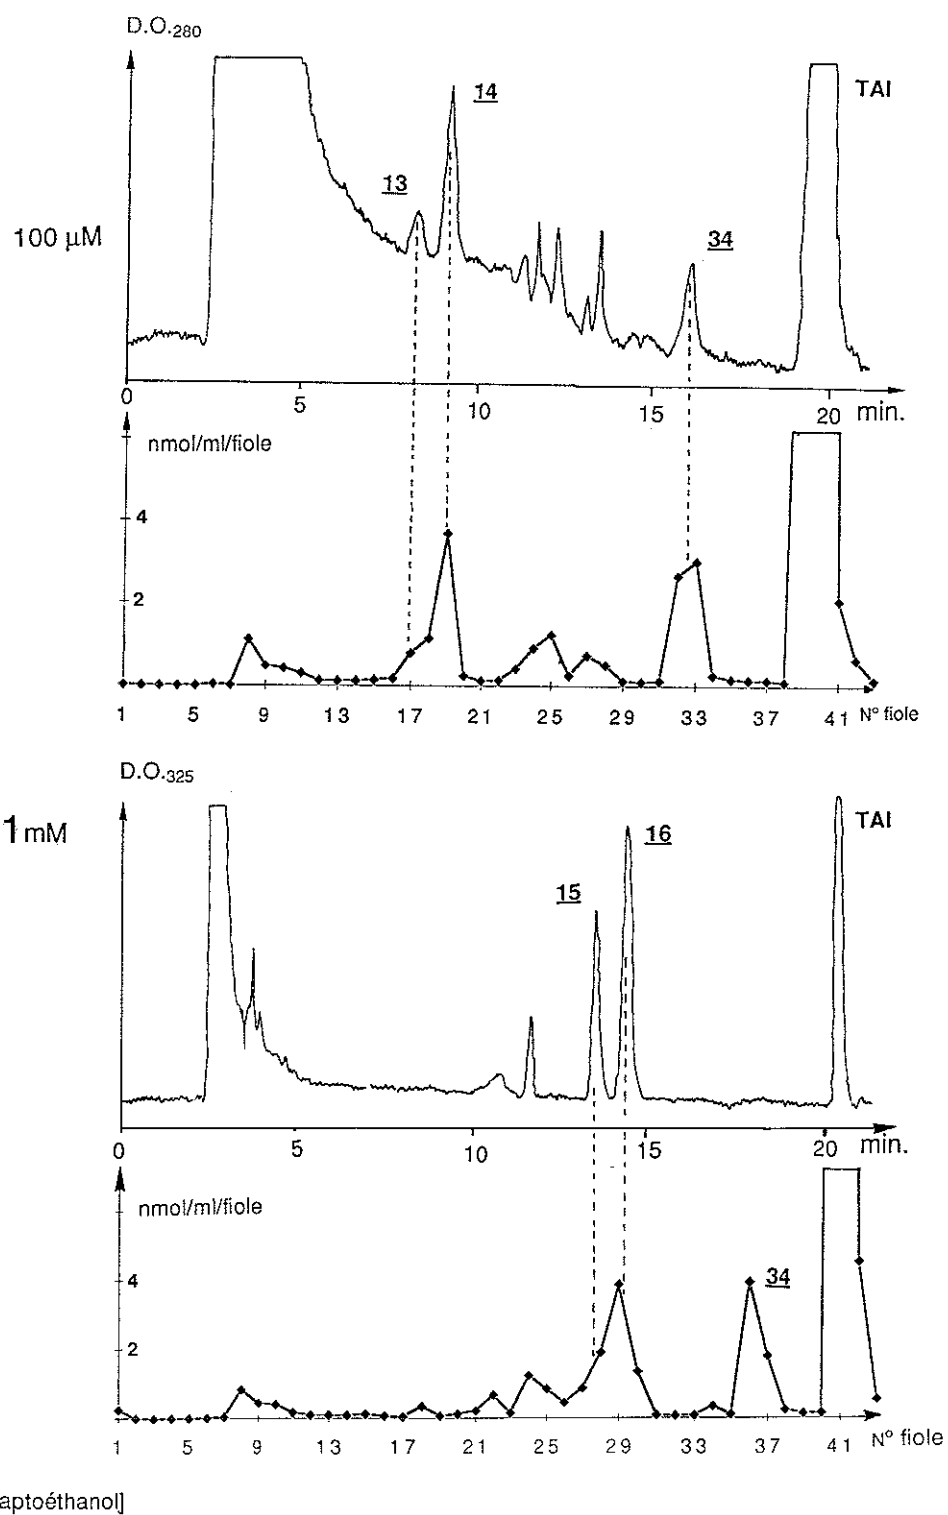 D.O.280
14
TAI
13
100 µM
34
0 5 10 15 20 min.
nmol/ml/fiole
4
2
1 5 9 13 17 21 25 29 33 37 41 N° fiole
D.O.325
1 mM
16
TAI
15
0 5 10 15 20 min.
nmol/ml/fiole
4
34
2
1 5 9 13 17 21 25 29 33 37 41 N° fiole
aptoéthanol]